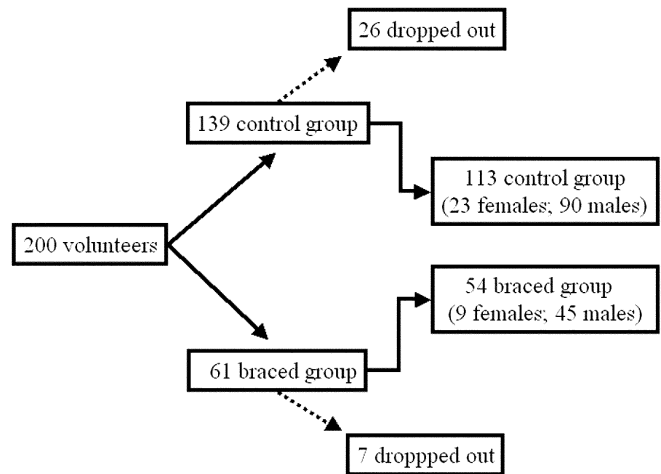 26 dropped out
139 control group
113 control group
(23 females; 90 males)
200 volunteers
54 braced group
(9 females; 45 males)
61 braced group
7 droppped out